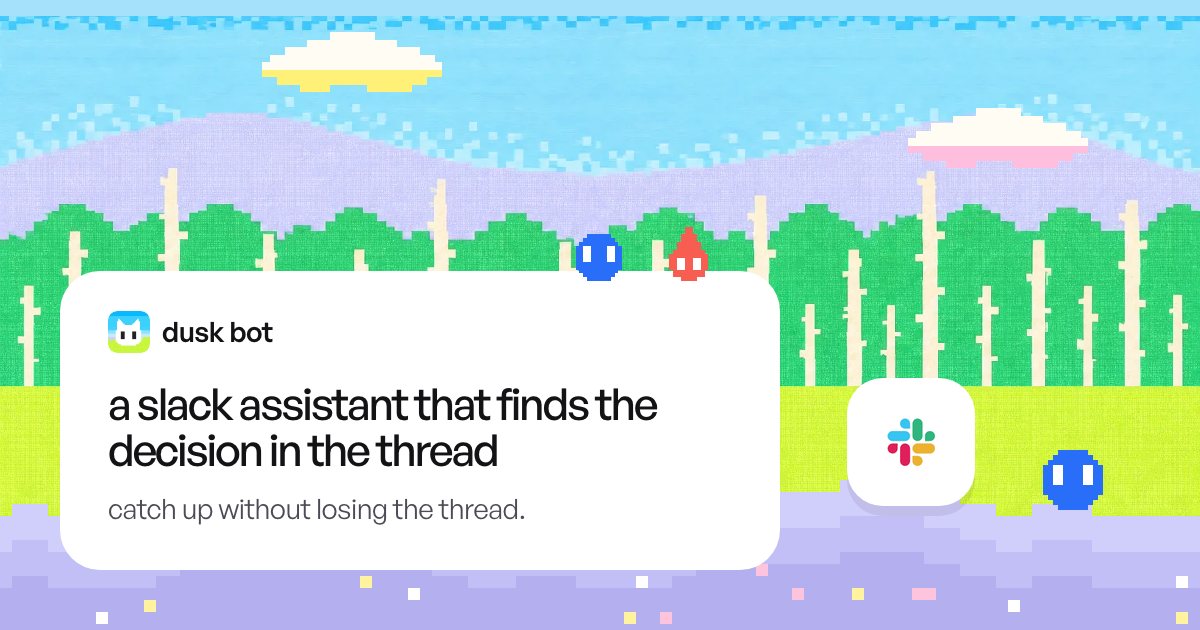 dusk bot
a slack assistant that finds the
decision in the thread
catch up without losing the thread.